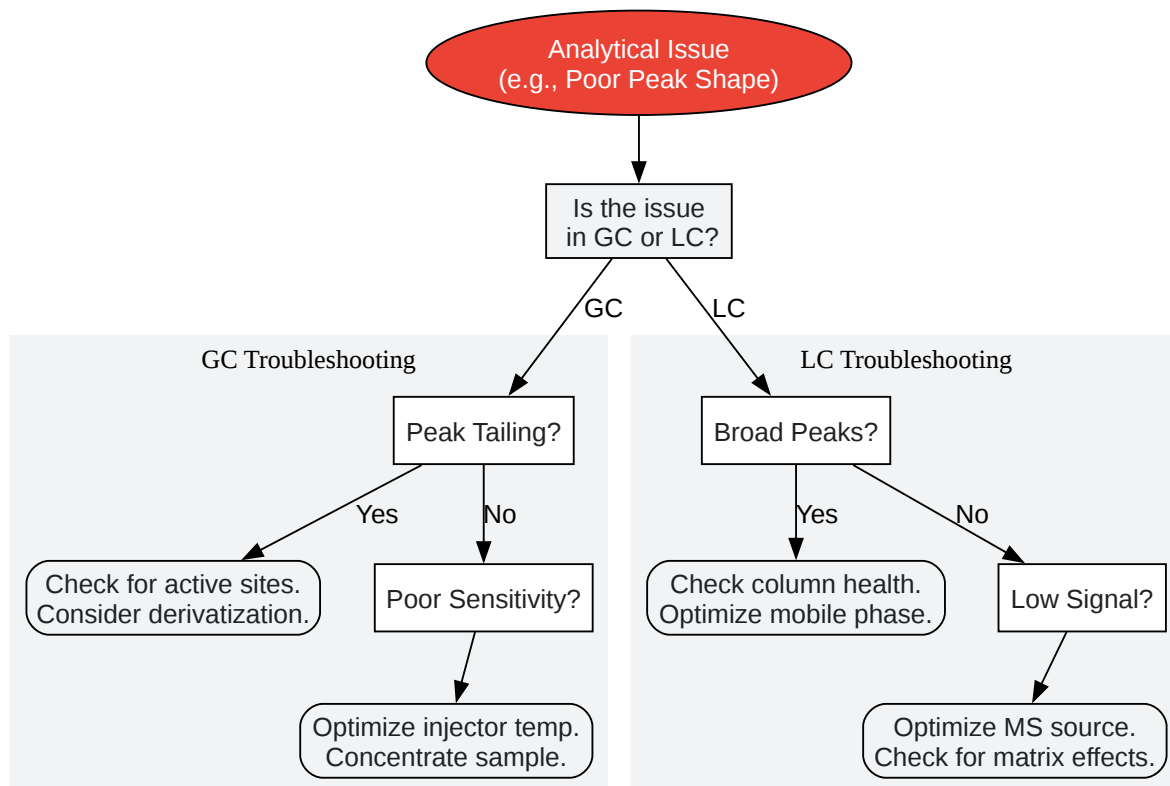 Analytical Issue
(e.g., Poor Peak Shape)
Is the issue
in GC or LC?
GC
LC
GC Troubleshooting
LC Troubleshooting
Peak Tailing?
Broad Peaks?
Yes
No
Yes
No
Check for active sites.
Consider derivatization.
Poor Sensitivity?
Check column health.
Optimize mobile phase.
Low Signal?
Optimize injector temp.
Concentrate sample.
Optimize MS source.
Check for matrix effects.